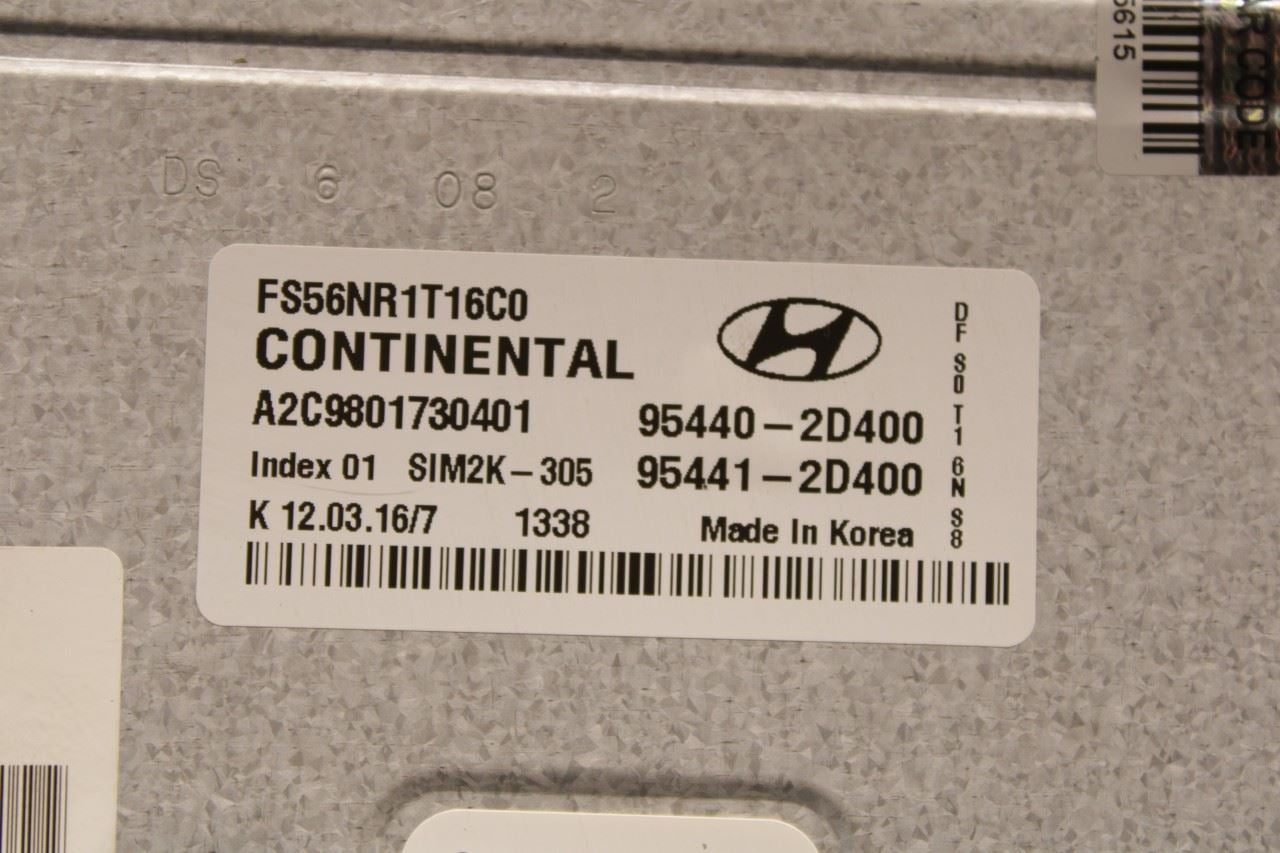 5615
R CODE
DS 6 08 2
FS56NR1T16C0
CONTINENTAL
A2C9801730401 95440-2D400
Index 01 SIM2K-305 95441-2D400
K 12.03.16/7 1338 Made In Korea
DF S0 T1 6N S8